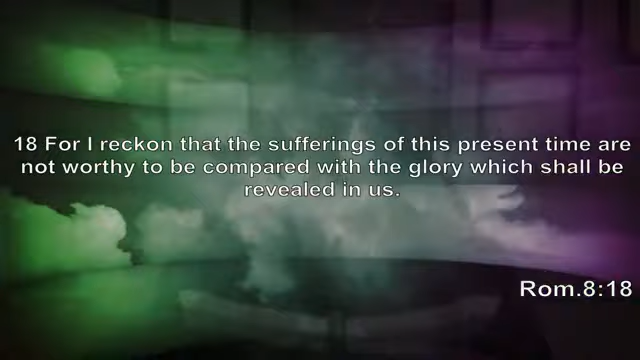 18 For I reckon that the sufferings of this present time are
not worthy to be compared with the glory which shall be
revealed in us.
Rom.8:18